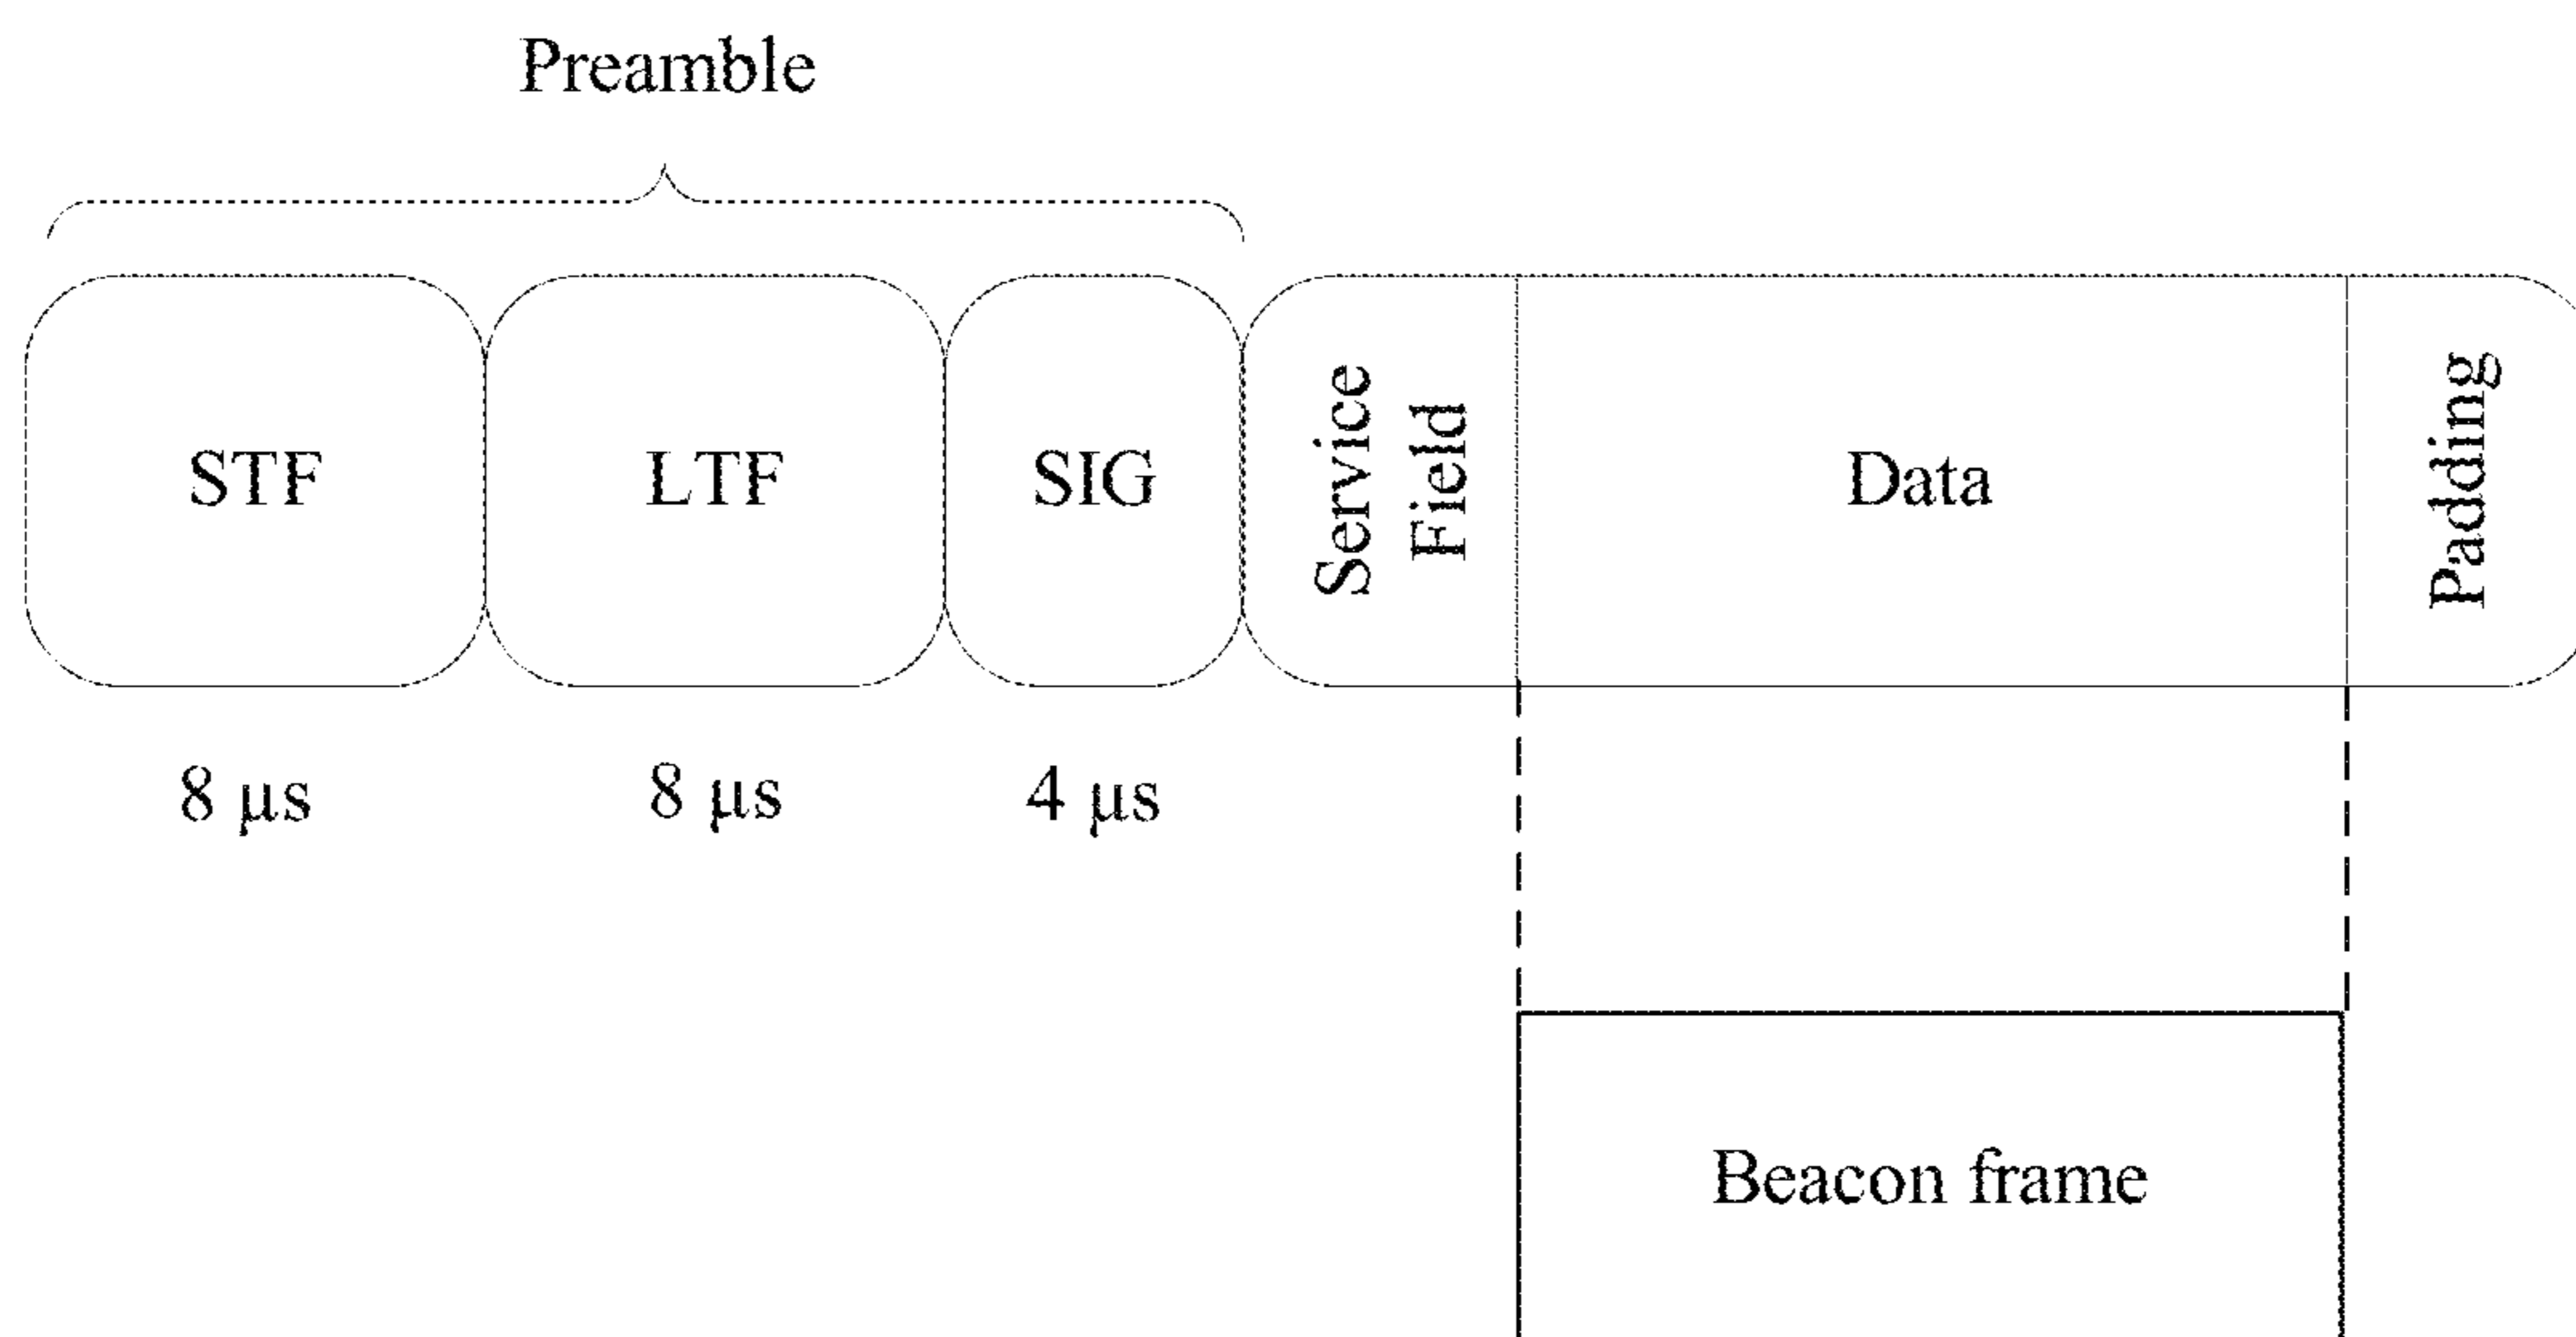 Preamble
STF
LTF
SIG
Service
Field
Data
Padding
8 μs
8 μs
4 μs
Beacon frame